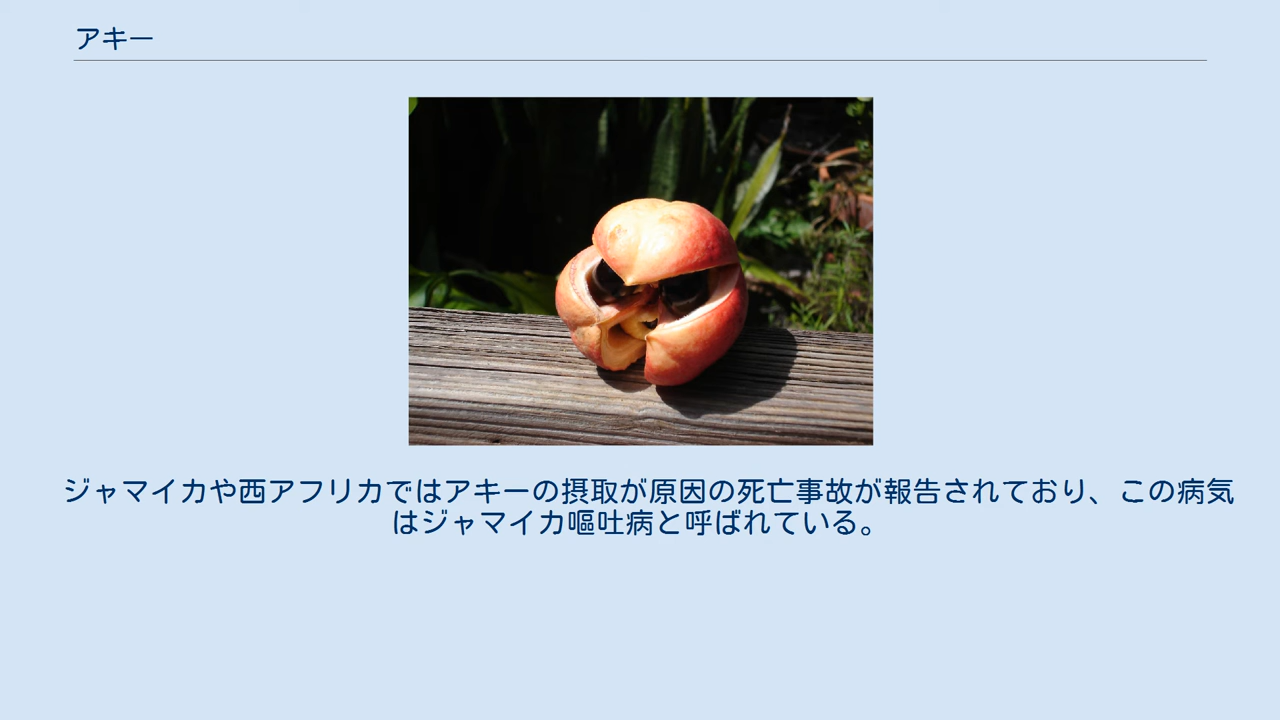 アキー
ジャマイカや西アフリカではアキーの摂取が原因の死亡事故が報告されており、この病気
はジャマイカ嘔吐病と呼ばれている。